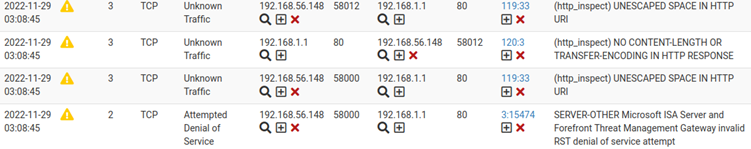 2022-11-29 3 TCP Unknown 192.168.56.148 58012 192.168.1.1 80 119:33 (http_inspect) UNESCAPED SPACE IN HTTP
03:08:45 Traffic URI
2022-11-29 3 TCP Unknown 192.168.1.1 80 192.168.56.148 58012 120:3 (http_inspect) NO CONTENT-LENGTH OR
03:08:45 Traffic TRANSFER-ENCODING IN HTTP RESPONSE
2022-11-29 3 TCP Unknown 192.168.56.148 58000 192.168.1.1 80 119:33 (http_inspect) UNESCAPED SPACE IN HTTP
03:08:45 Traffic URI
2022-11-29 2 TCP Attempted 192.168.56.148 58000 192.168.1.1 80 3:15474 SERVER-OTHER Microsoft ISA Server and
03:08:45 Denial of Forefront Threat Management Gateway invalid
Service RST denial of service attempt